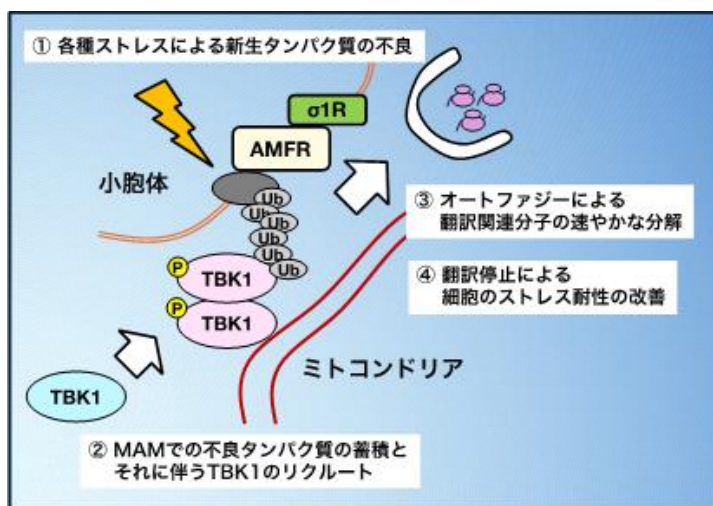 ① 各種ストレスによる新生タンパク質の不良
σ1R
AMFR
小胞体
Ub
Ub
Ub
Ub
Ub
Ub
P
TBK1
P
TBK1
TBK1
③ オートファジーによる
翻訳関連分子の速やかな分解
④ 翻訳停止による
細胞のストレス耐性の改善
ミトコンドリア
② MAMでの不良タンパク質の蓄積と
それに伴うTBK1のリクルート